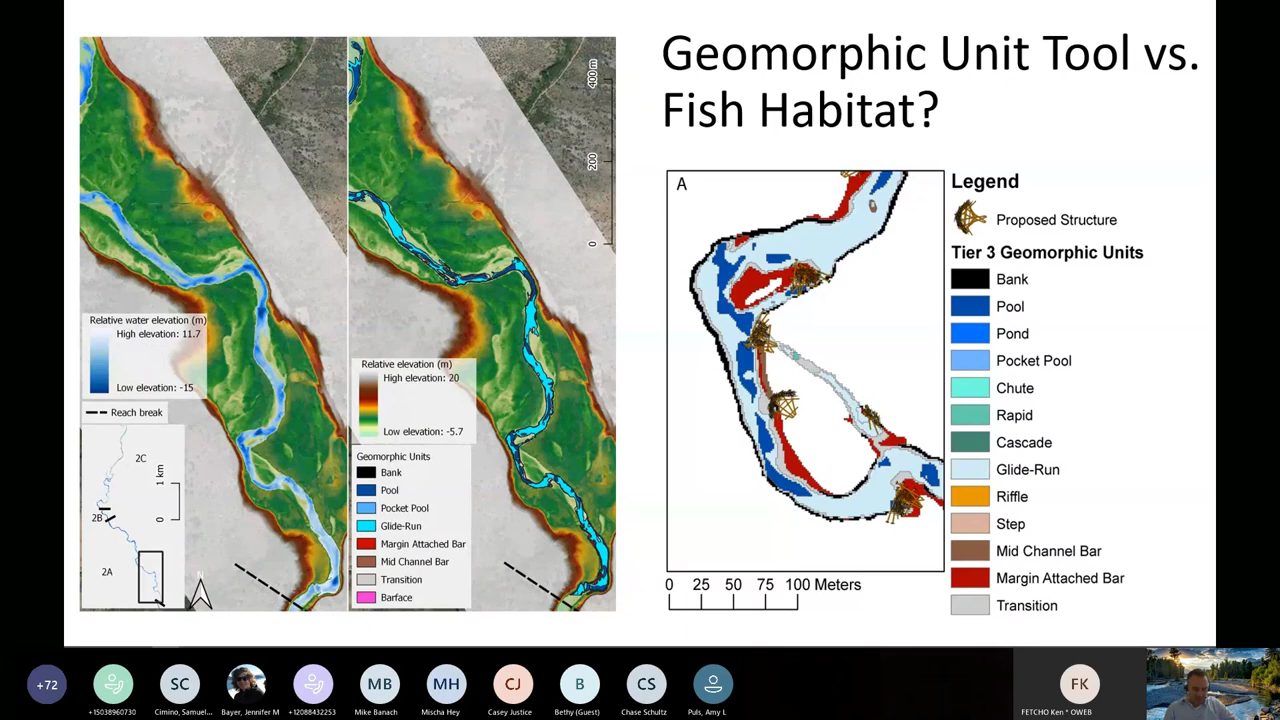 Geomorphic Unit Tool vs.
Fish Habitat?
Relative water elevation (m)
High elevation: 11.7
Low elevation: -15
Reach break
2C
2B
2A
1 km
0
N
400 m
200
0
Relative elevation (m)
High elevation: 20
Low elevation: -5.7
Geomorphic Units
Bank
Pool
Pocket Pool
Glide-Run
Margin Attached Bar
Mid Channel Bar
Transition
Barface
A
0 25 50 75 100 Meters
Legend
Proposed Structure
Tier 3 Geomorphic Units
Bank
Pool
Pond
Pocket Pool
Chute
Rapid
Cascade
Glide-Run
Riffle
Step
Mid Channel Bar
Margin Attached Bar
Transition
+72
SC
MB
MH
CJ
B
CS
FK
+15038960730
Cimino, Samuel...
Bayer, Jennifer M
+12088432253
Mike Banach
Mischa Hey
Casey Justice
Bethy (Guest)
Chase Schultz
Puls, Amy L
FETCHO Ken * OWEB